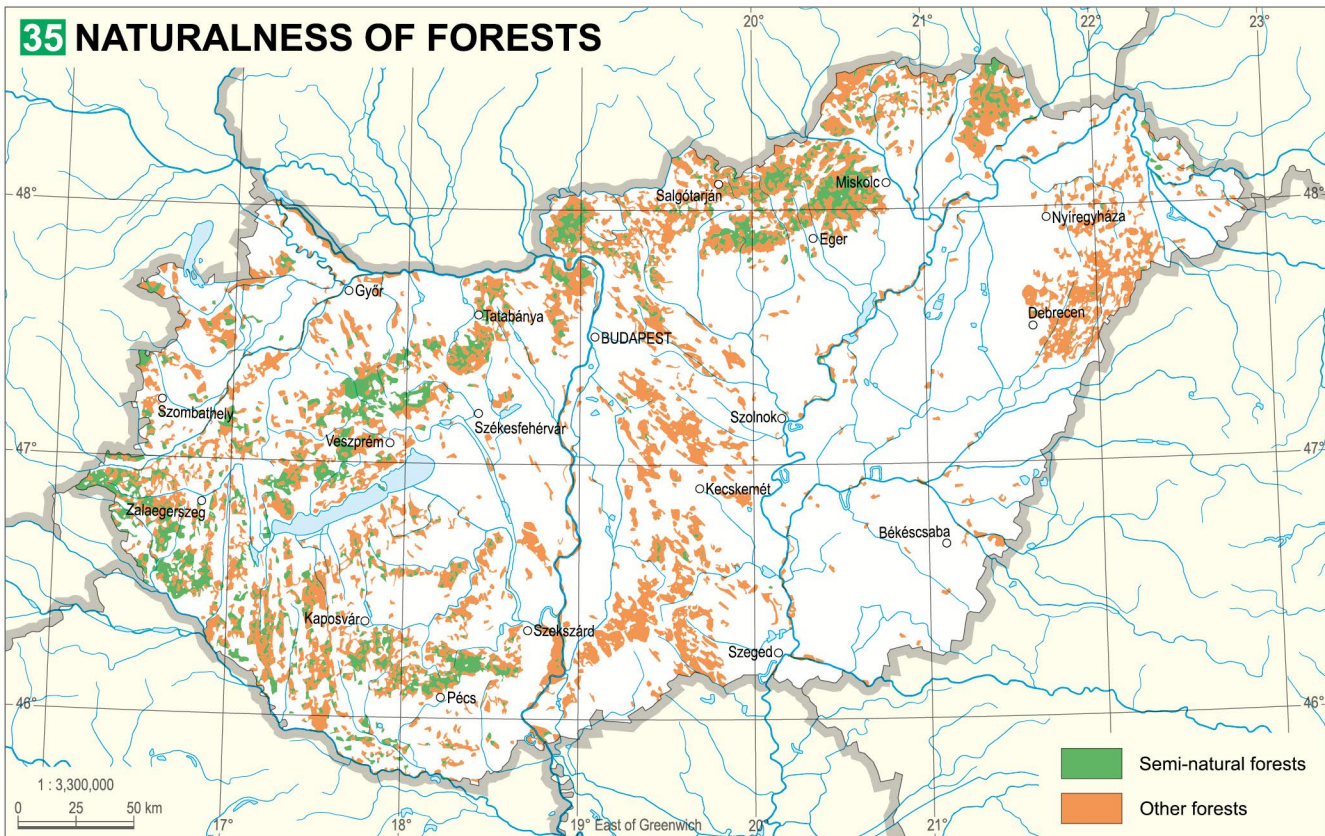 35 NATURALNESS OF FORESTS
20°
21°
22°
23°
48°
48°
Salgótarján
Miskolc
Eger
Nyíregyháza
Győr
Tatabánya
BUDAPEST
Debrecen
Szombathely
Székesfehérvár
Szolnok
Veszprém
47°
47°
Zalaegerszeg
Kecskemét
Békéscsaba
Kaposvár
Szekszárd
Szeged
46°
46°
Pécs
1 : 3,300,000
0 25 50 km
Semi-natural forests
Other forests
17°
18°
19° East of Greenwich
20°
21°